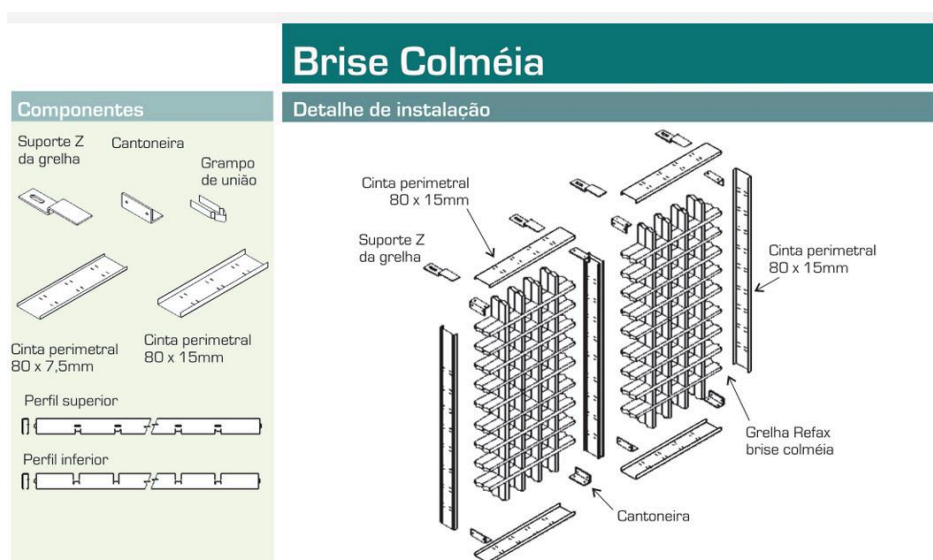 Brise Colméia
Componentes
Suporte Z
da grelha
Cantoneira
Grampo
de união
Cinta perimetral
80 x 7,5mm
Cinta perimetral
80 x 15mm
Perfil superior
Perfil inferior
Detalhe de instalação
Cinta perimetral
80 x 15mm
Suporte Z
da grelha
Cinta perimetral
80 x 15mm
Grelha Refax
brise colméia
Cantoneira